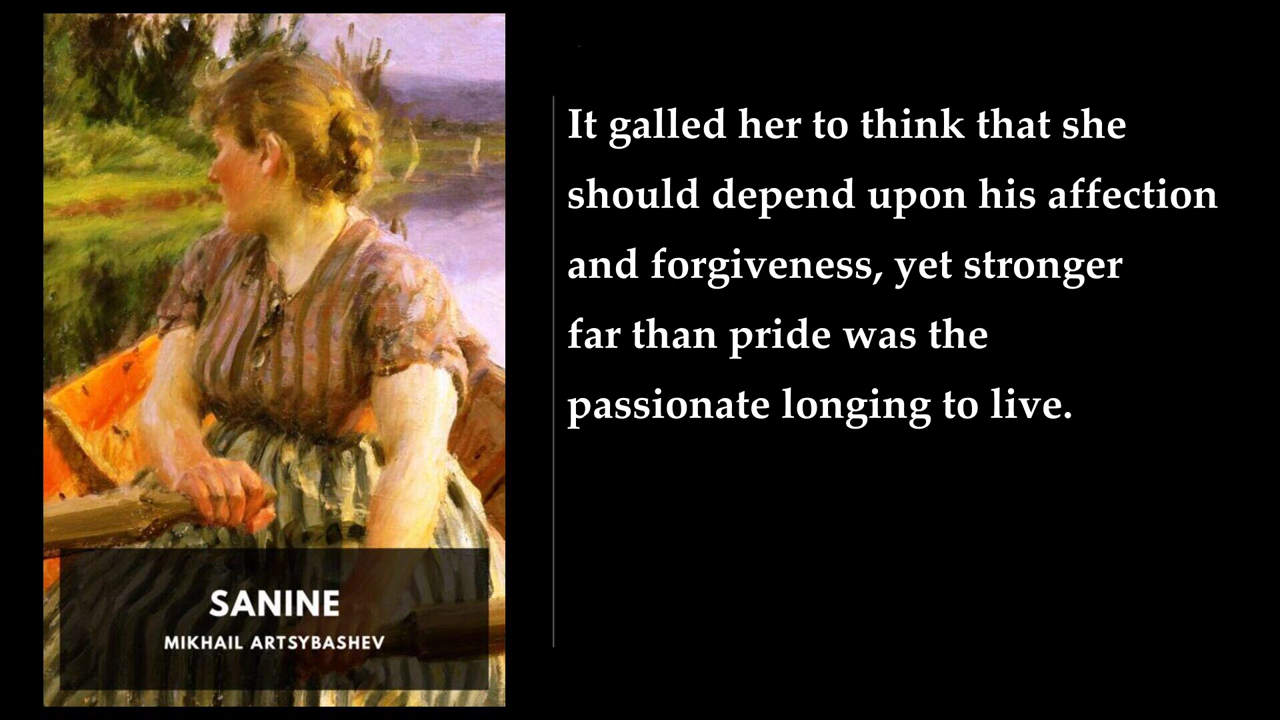 It galled her to think that she
should depend upon his affection
and forgiveness, yet stronger
far than pride was the
passionate longing to live.
SANINE
MIKHAIL ARTSYBASHEV